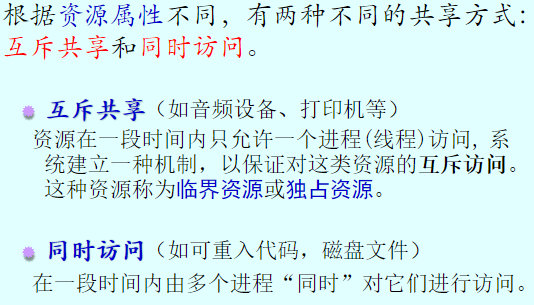 根据资源属性不同，有两种不同的共享方式：
互斥共享和同时访问。
互斥共享（如音频设备、打印机等）
资源在一段时间内只允许一个进程(线程)访问, 系
统建立一种机制，以保证对这类资源的互斥访问。
这种资源称为临界资源或独占资源。
同时访问（如可重入代码，磁盘文件）
在一段时间内由多个进程“同时”对它们进行访问。